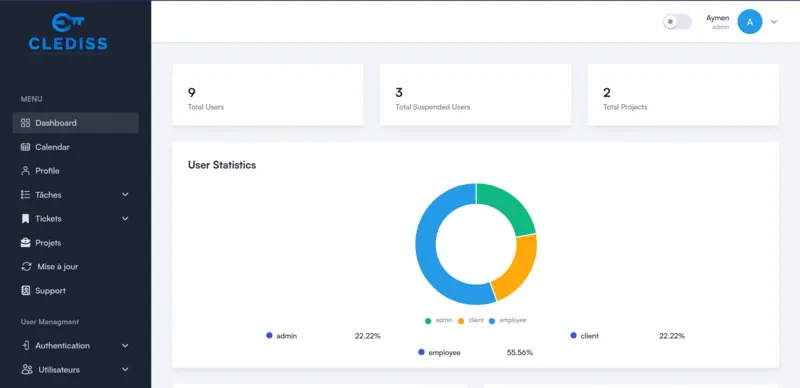 CLEDISS
Aymen
admin
A
MENU
Dashboard
Calendar
Profile
Tâches
Tickets
Projets
Mise à jour
Support
User Managment
Authentication
Utilisateurs
9
Total Users
3
Total Suspended Users
2
Total Projects
User Statistics
admin client employee
admin 22.22% client 22.22%
employee 55.56%